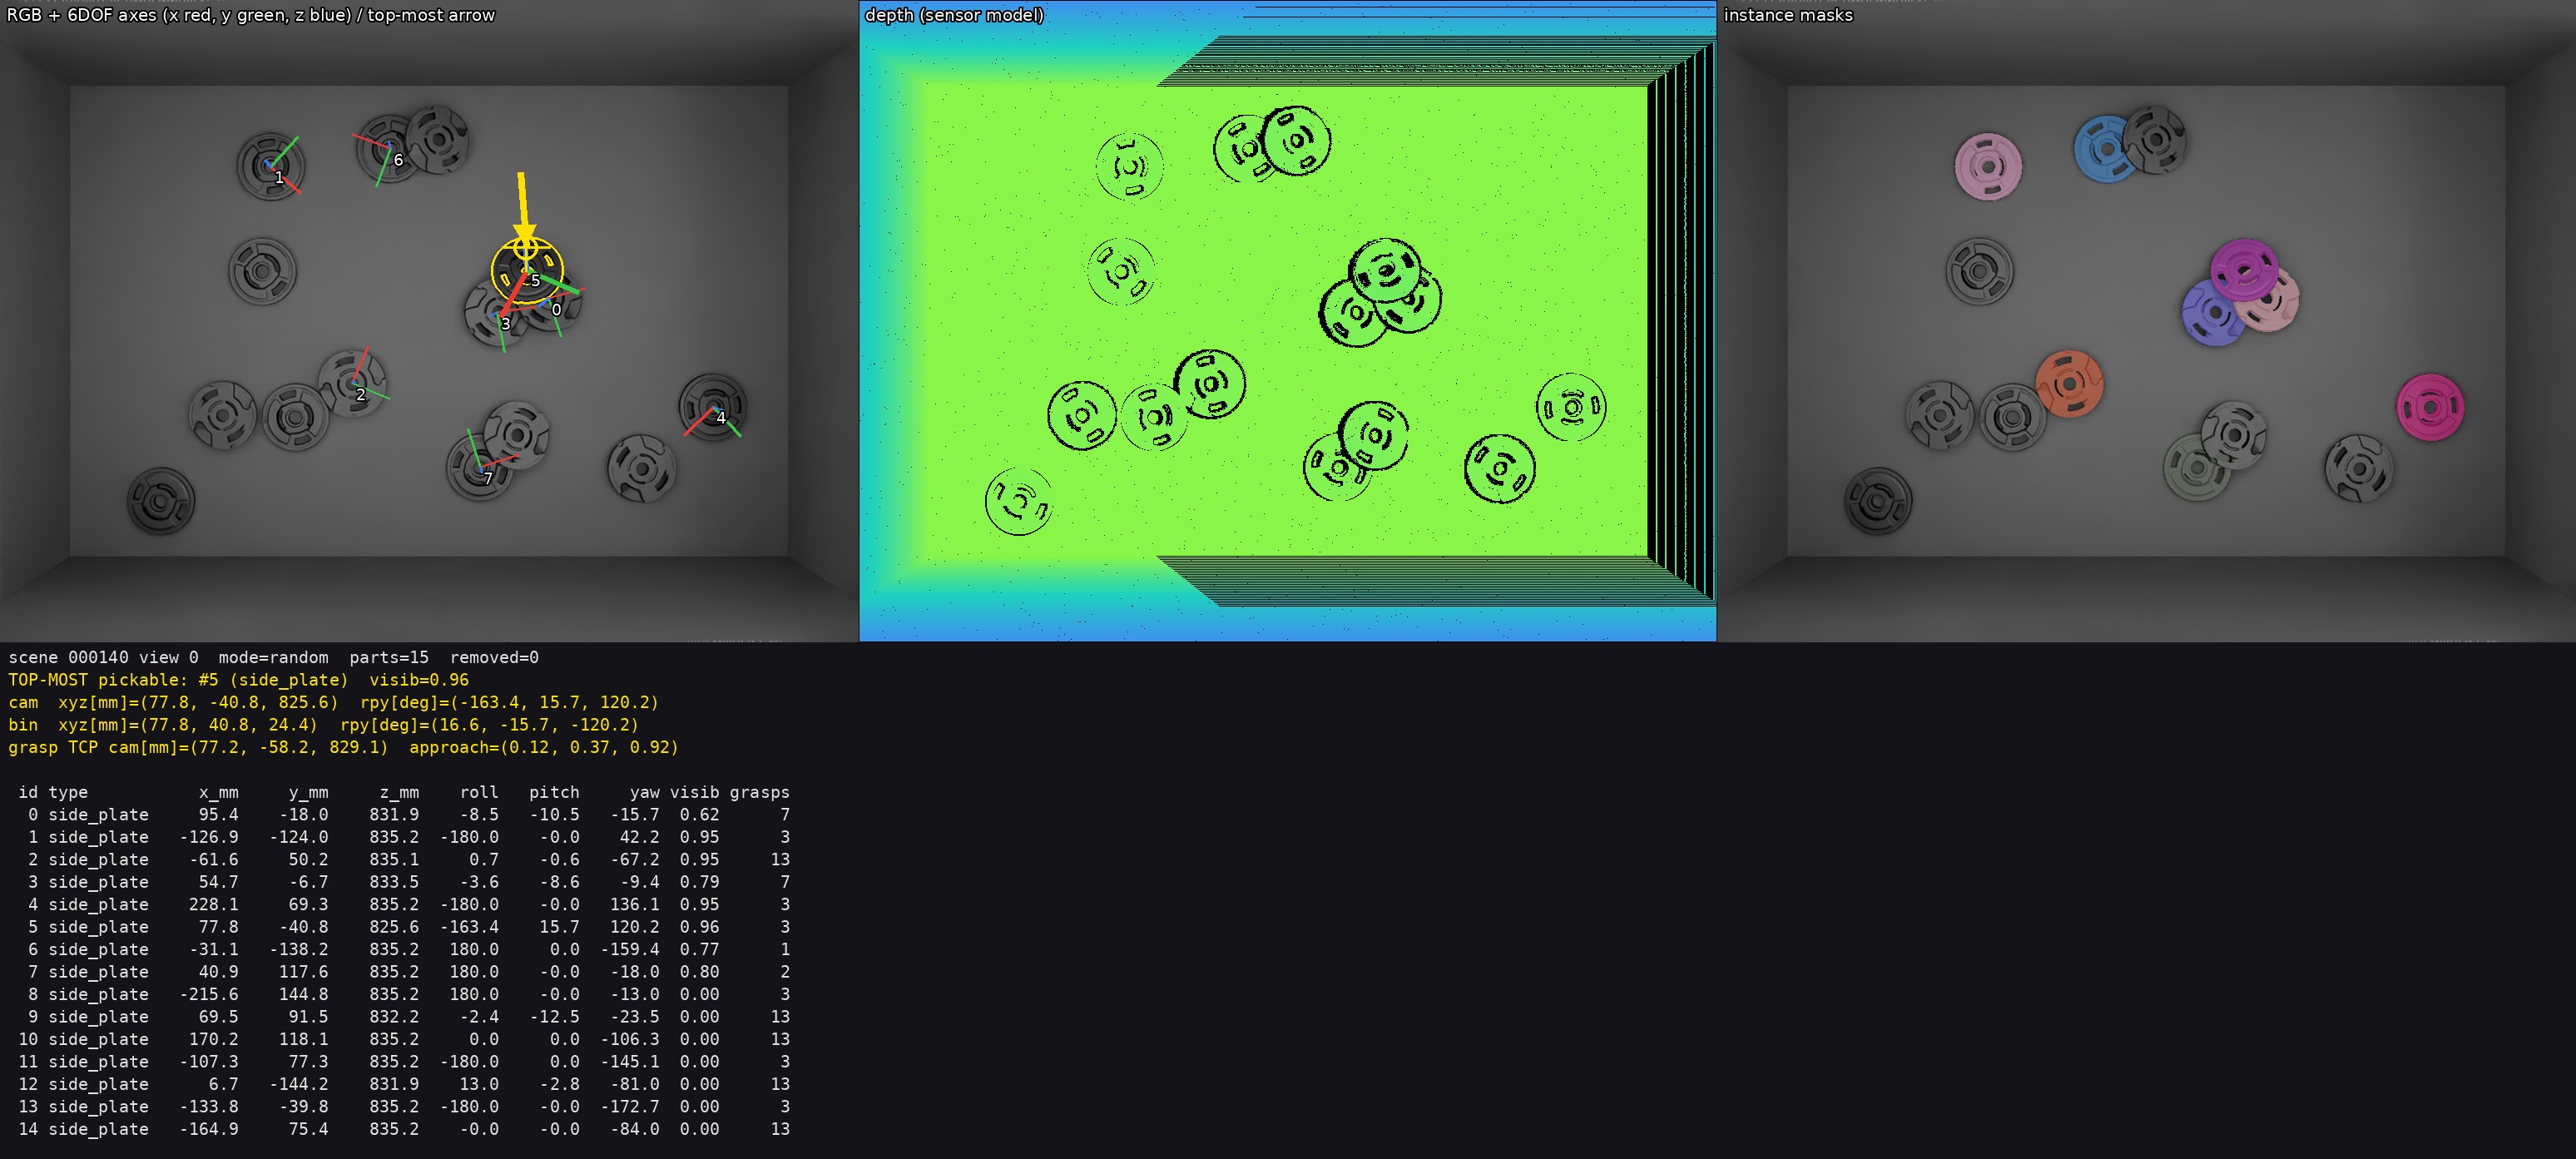 RGB + 6DOF axes (x red, y green, z blue) / top-most arrow
depth (sensor model)
instance masks
1
6
5
0
3
2
4
7
scene 000140 view 0 mode=random parts=15 removed=0
TOP-MOST pickable: #5 (side_plate) visib=0.96
cam xyz[mm]=(77.8, -40.8, 825.6) rpy[deg]=(-163.4, 15.7, 120.2)
bin xyz[mm]=(77.8, 40.8, 24.4) rpy[deg]=(16.6, -15.7, -120.2)
grasp TCP cam[mm]=(77.2, -58.2, 829.1) approach=(0.12, 0.37, 0.92)
id type x_mm y_mm z_mm roll pitch yaw visib grasps
0 side_plate 95.4 -18.0 831.9 -8.5 -10.5 -15.7 0.62 7
1 side_plate -126.9 -124.0 835.2 -180.0 -0.0 42.2 0.95 3
2 side_plate -61.6 50.2 835.1 0.7 -0.6 -67.2 0.95 13
3 side_plate 54.7 -6.7 833.5 -3.6 -8.6 -9.4 0.79 7
4 side_plate 228.1 69.3 835.2 -180.0 -0.0 136.1 0.95 3
5 side_plate 77.8 -40.8 825.6 -163.4 15.7 120.2 0.96 3
6 side_plate -31.1 -138.2 835.2 180.0 0.0 -159.4 0.77 1
7 side_plate 40.9 117.6 835.2 180.0 -0.0 -18.0 0.80 2
8 side_plate -215.6 144.8 835.2 180.0 -0.0 -13.0 0.00 3
9 side_plate 69.5 91.5 832.2 -2.4 -12.5 -23.5 0.00 13
10 side_plate 170.2 118.1 835.2 0.0 0.0 -106.3 0.00 13
11 side_plate -107.3 77.3 835.2 -180.0 0.0 -145.1 0.00 3
12 side_plate 6.7 -144.2 831.9 13.0 -2.8 -81.0 0.00 13
13 side_plate -133.8 -39.8 835.2 -180.0 -0.0 -172.7 0.00 3
14 side_plate -164.9 75.4 835.2 -0.0 -0.0 -84.0 0.00 13